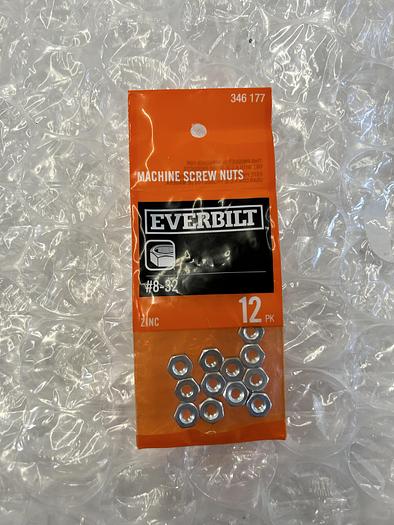 346 177
MACHINE SCREW NUTS
EVERBILT
#8-32
ZINC
12 PK